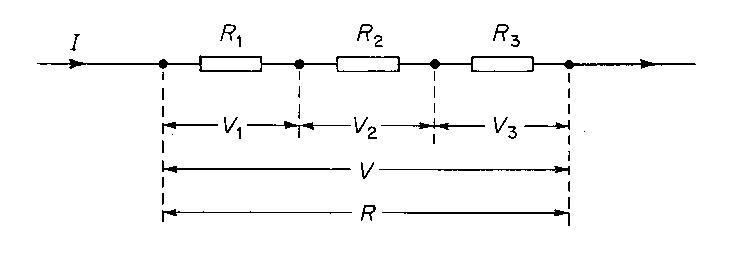 I R₁ R₂ R₃
V₁ V₂ V₃
V
R